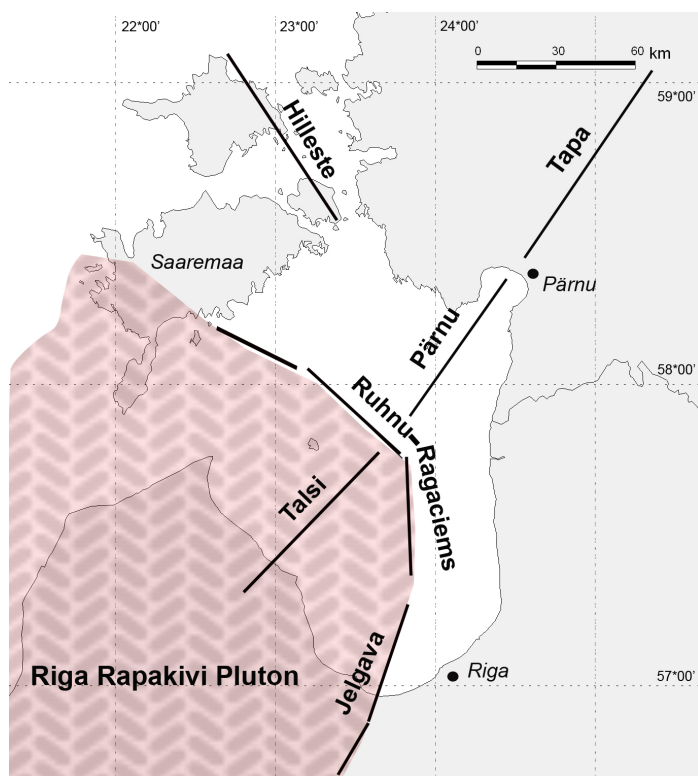 22°00' 23°00' 24°00'
0 30 60 km
59°00'
Hilleste
Tapa
Saaremaa
Pärnu
Pärnu
58°00'
Ruhnu-Ragaciems
Talsi
Riga Rapakivi Pluton
Jelgava
Riga
57°00'